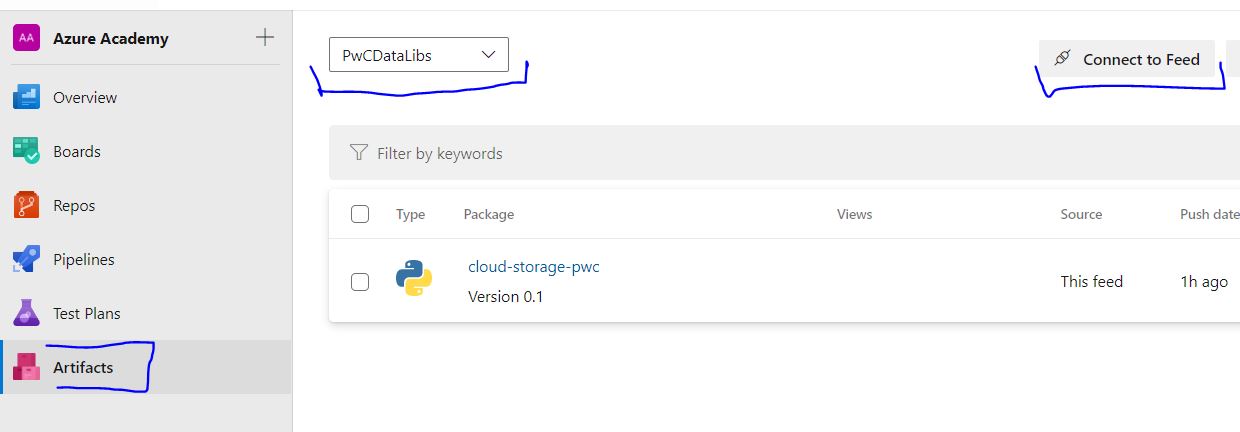 AA Azure Academy
PwCDataLibs
Connect to Feed
Overview
Boards
Repos
Pipelines
Test Plans
Artifacts
Filter by keywords
Type Package Views Source Push date
cloud-storage-pwc
Version 0.1
This feed
1h ago